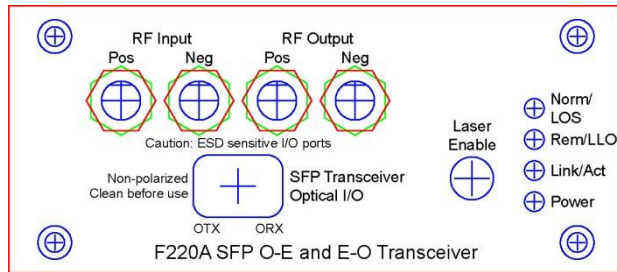 RF Input
RF Output
Pos
Neg
Pos
Neg
Caution: ESD sensitive I/O ports
Laser
Enable
Norm/
LOS
Rem/LLO
Link/Act
Power
Non-polarized
Clean before use
SFP Transceiver
Optical I/O
OTX
ORX
F220A SFP O-E and E-O Transceiver